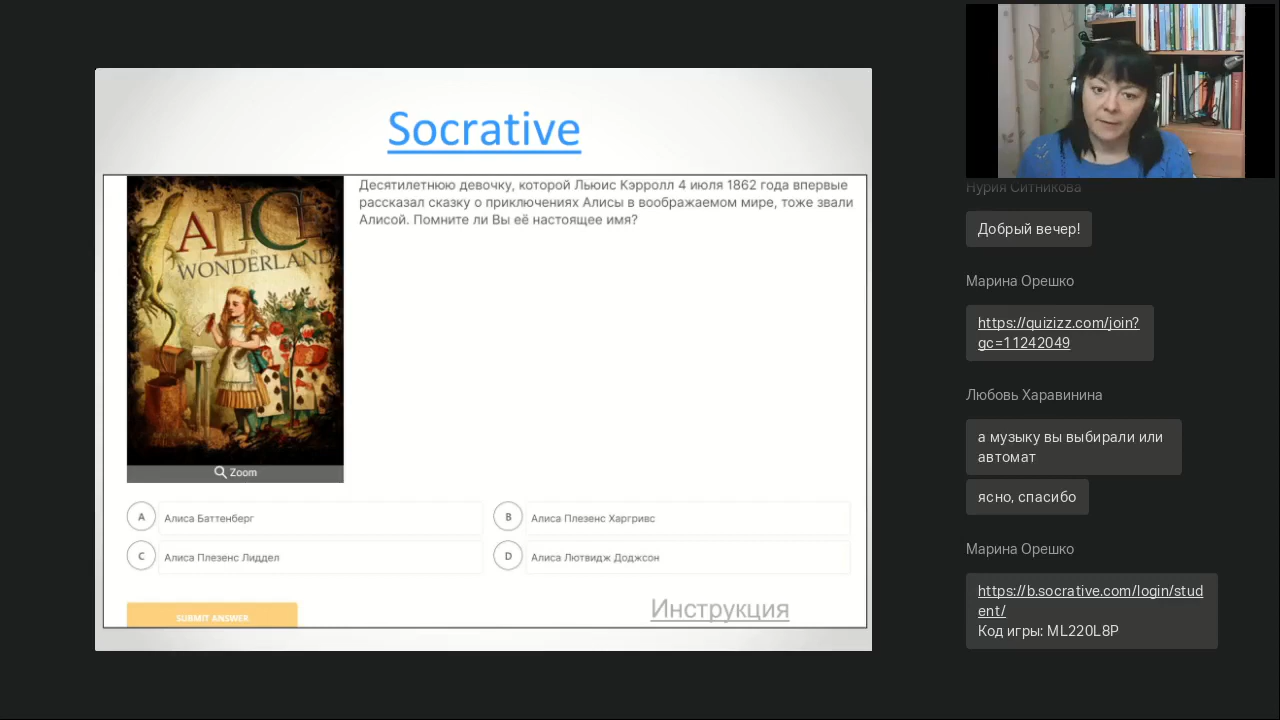 Socrative
ALICE
IN
WONDERLAND
Zoom
Десятилетнюю девочку, которой Льюис Кэрролл 4 июля 1862 года впервые
рассказал сказку о приключениях Алисы в воображаемом мире, тоже звали
Алисой. Помните ли Вы её настоящее имя?
A Алиса Баттенберг
B Алиса Плезенс Харгривс
C Алиса Плезенс Лиддел
D Алиса Лютвидж Доджсон
SUBMIT ANSWER
Инструкция
Нурия Ситникова
Добрый вечер!
Марина Орешко
https://quizizz.com/join?
gc=11242049
Любовь Харавинина
а музыку вы выбирали или
автомат
ясно, спасибо
Марина Орешко
https://b.socrative.com/login/stud
ent/
Код игры: ML220L8P